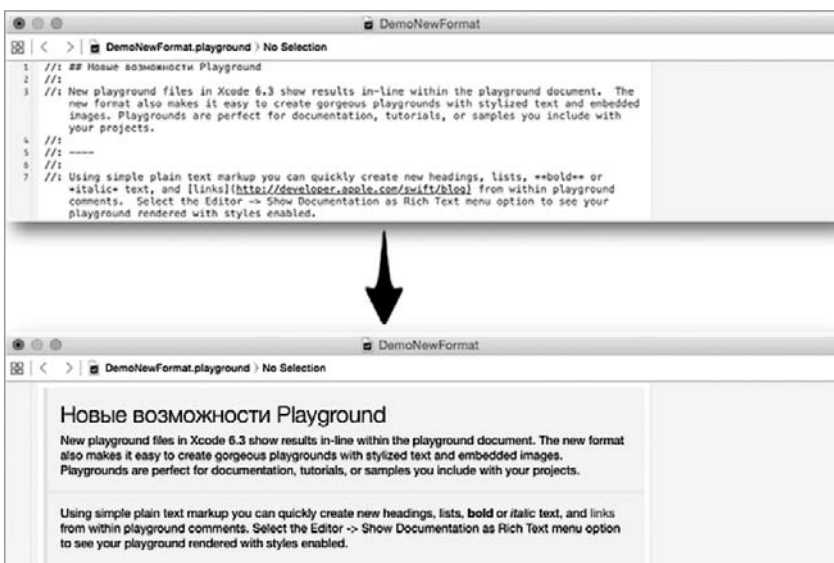 DemoNewFormat
DemoNewFormat.playground 〉 No Selection
1 //: ## Новые возможности Playground
2 //:
3 //: New playground files in Xcode 6.3 show results in-line within the playground document. The
new format also makes it easy to create gorgeous playgrounds with stylized text and embedded
images. Playgrounds are perfect for documentation, tutorials, or samples you include with
your projects.
4 //:
5 //: ----
6 //:
7 //: Using simple plain text markup you can quickly create new headings, lists, **bold** or
*italic* text, and [links](http://developer.apple.com/swift/blog) from within playground
comments. Select the Editor -> Show Documentation as Rich Text menu option to see your
playground rendered with styles enabled.
DemoNewFormat
DemoNewFormat.playground 〉 No Selection
Новые возможности Playground
New playground files in Xcode 6.3 show results in-line within the playground document. The new format
also makes it easy to create gorgeous playgrounds with stylized text and embedded images.
Playgrounds are perfect for documentation, tutorials, or samples you include with your projects.
Using simple plain text markup you can quickly create new headings, lists, bold or italic text, and links
from within playground comments. Select the Editor -> Show Documentation as Rich Text menu option
to see your playground rendered with styles enabled.